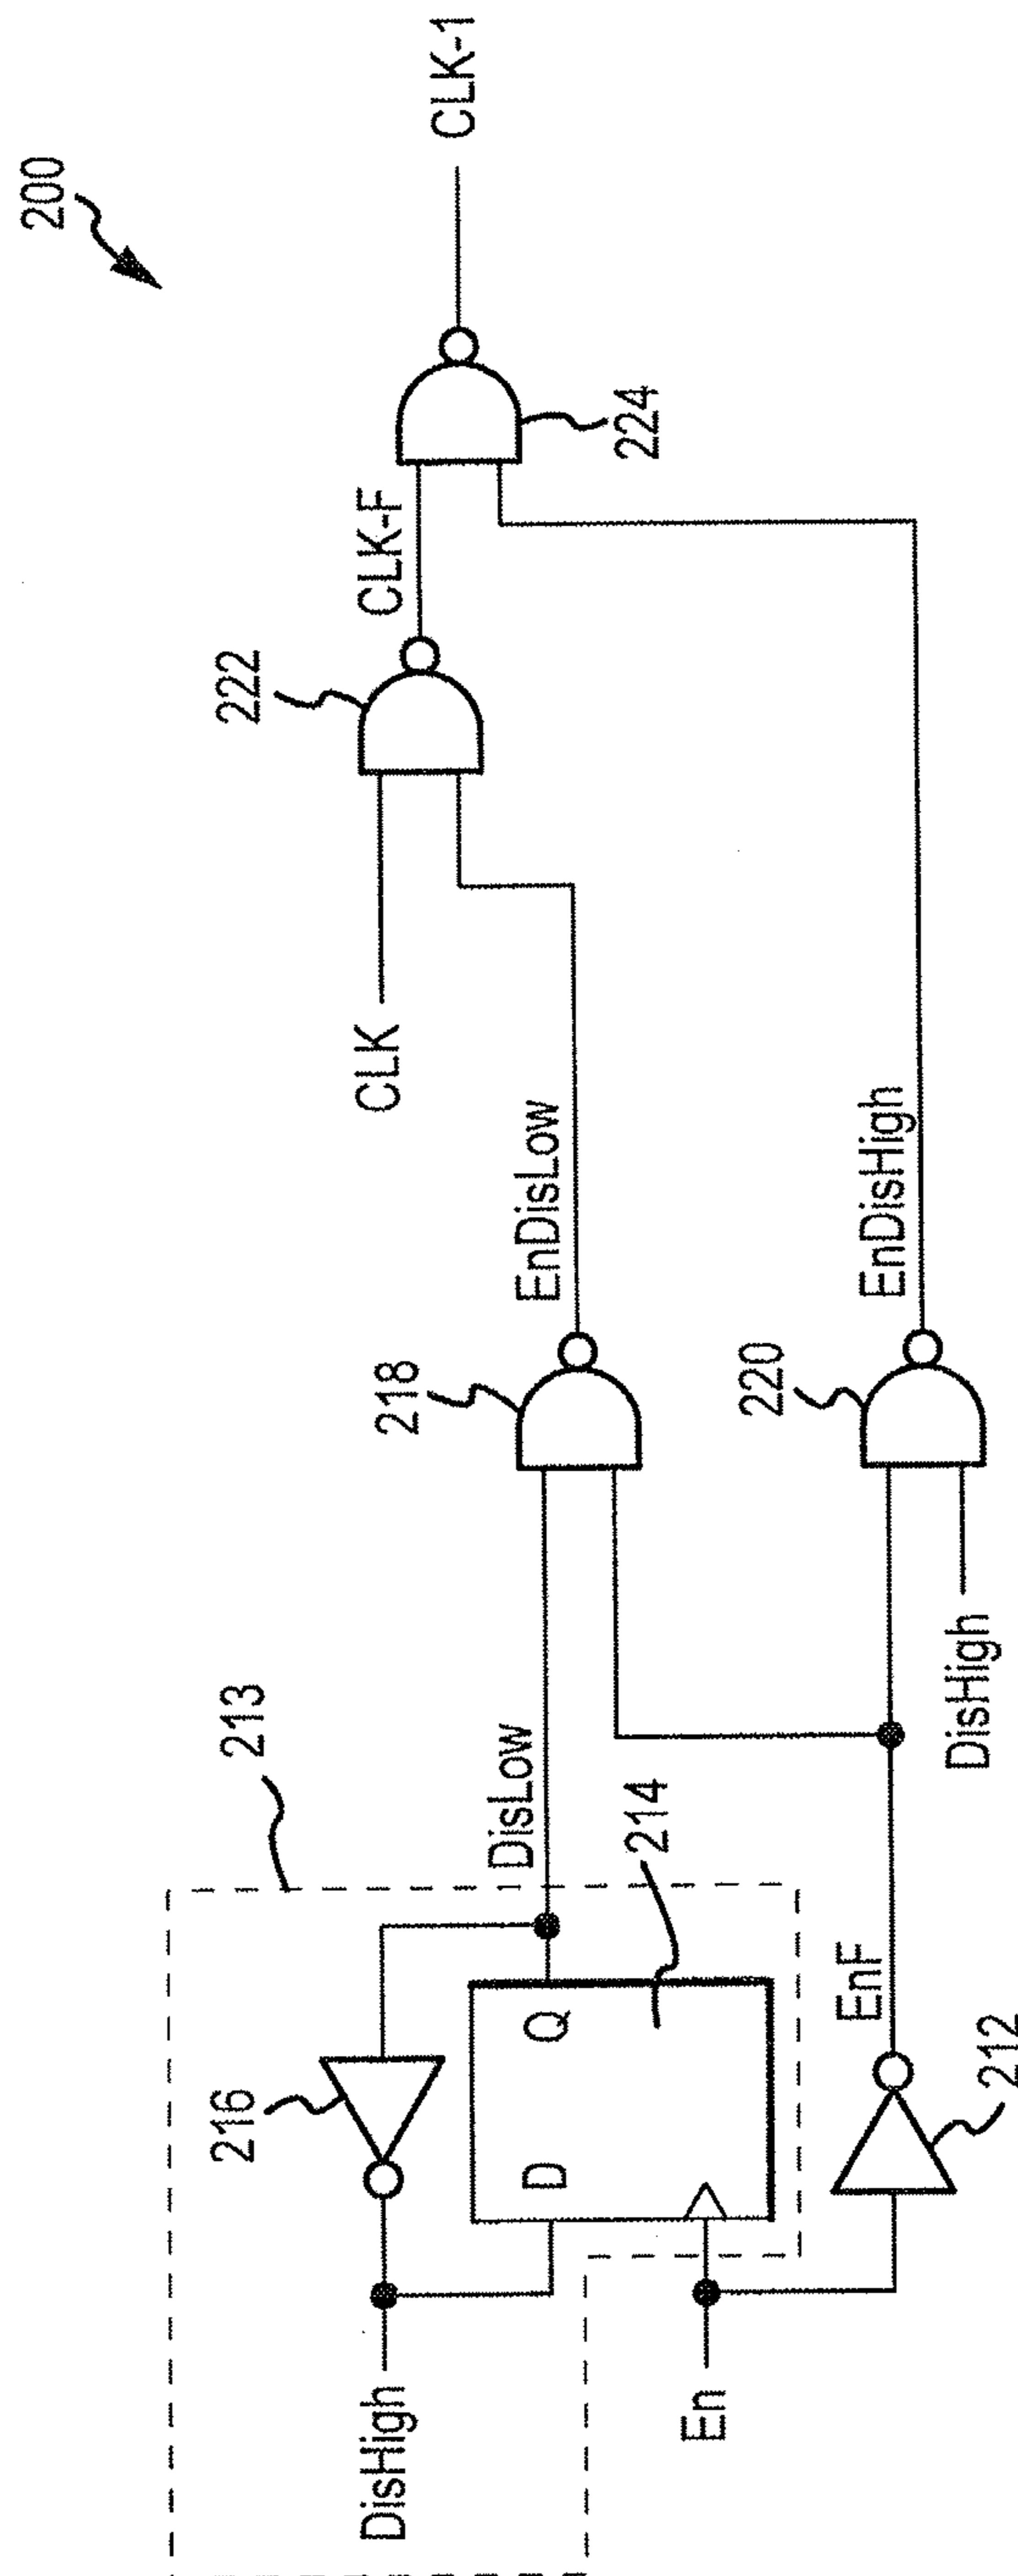 200
CLK-1
224
CLK-F
222
CLK
EnDisLow
EnDisHigh
218
220
213
DisLow
DisHigh
214
Q
D
EnF
216
212
DisHigh
En